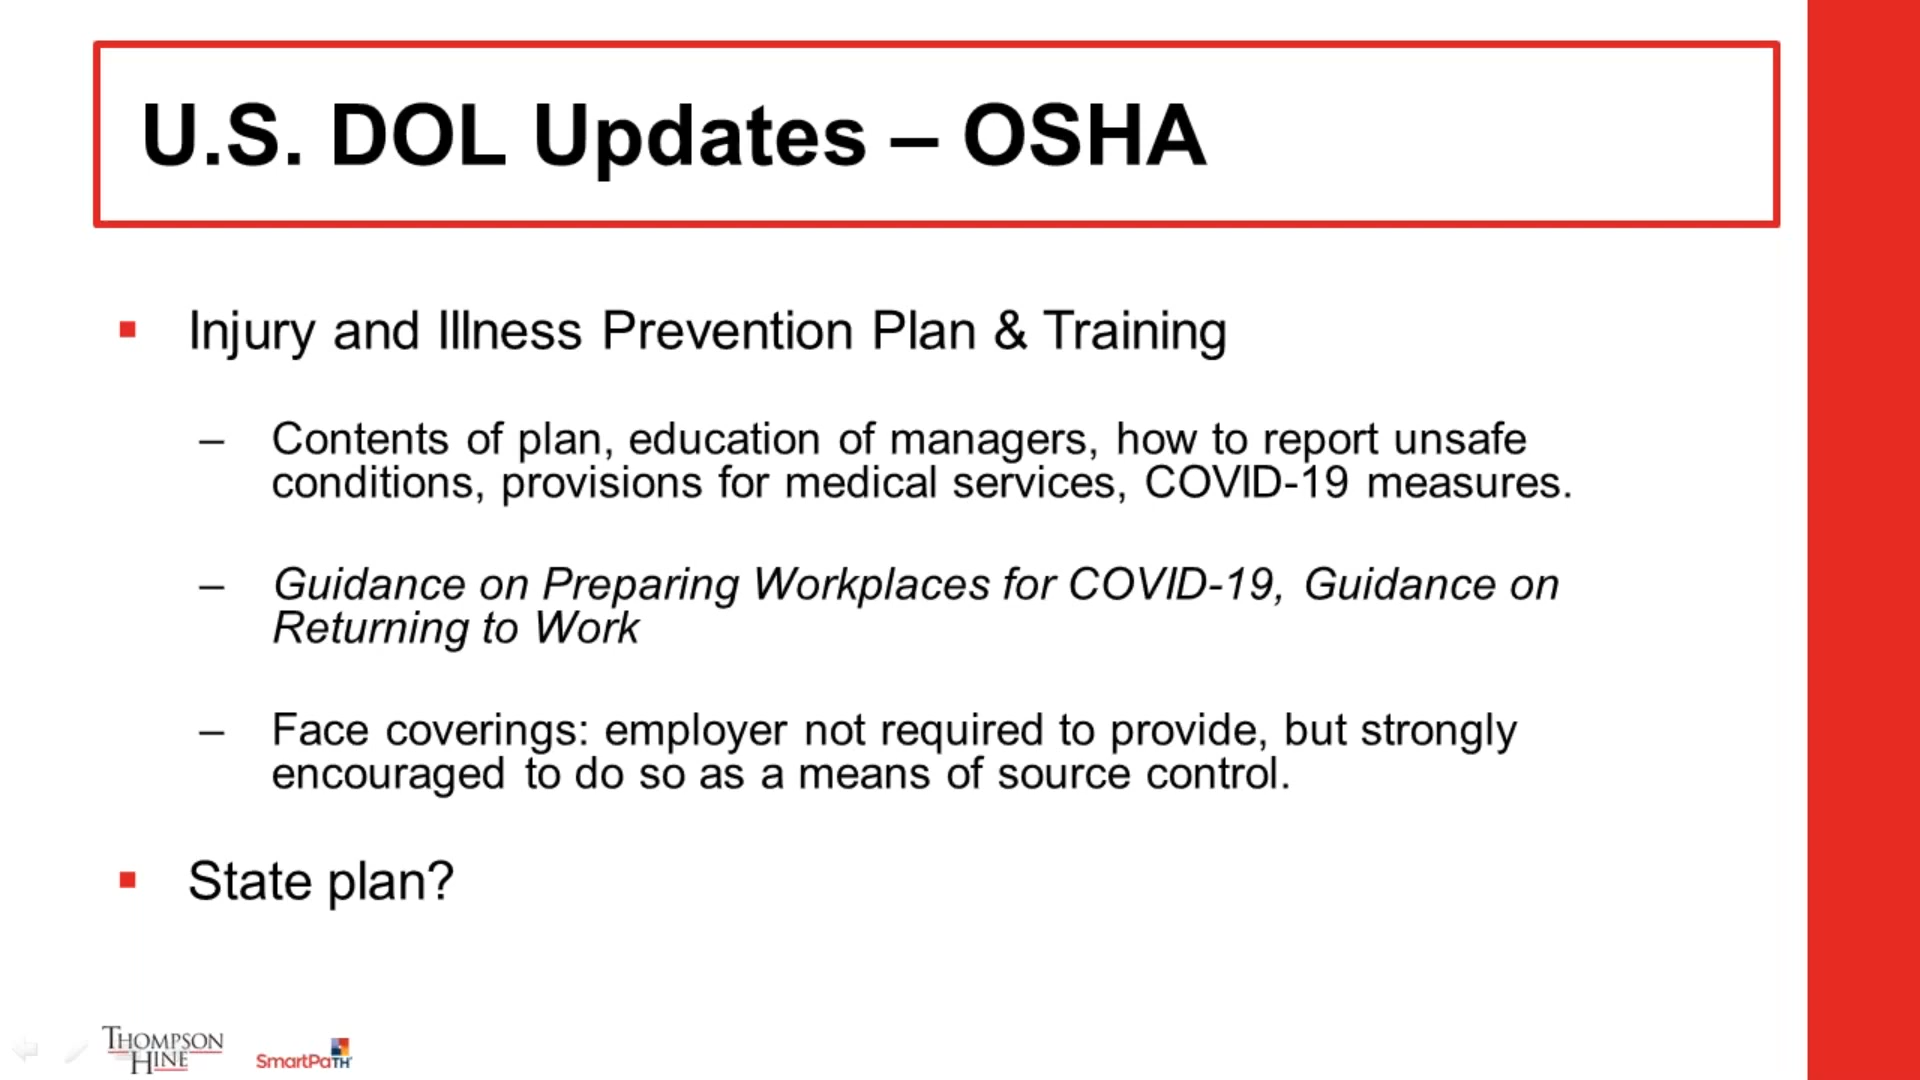 U.S. DOL Updates – OSHA
▪ Injury and Illness Prevention Plan & Training
– Contents of plan, education of managers, how to report unsafe
conditions, provisions for medical services, COVID-19 measures.
– Guidance on Preparing Workplaces for COVID-19, Guidance on
Returning to Work
– Face coverings: employer not required to provide, but strongly
encouraged to do so as a means of source control.
▪ State plan?
THOMPSON
HINE
SmartPaTH